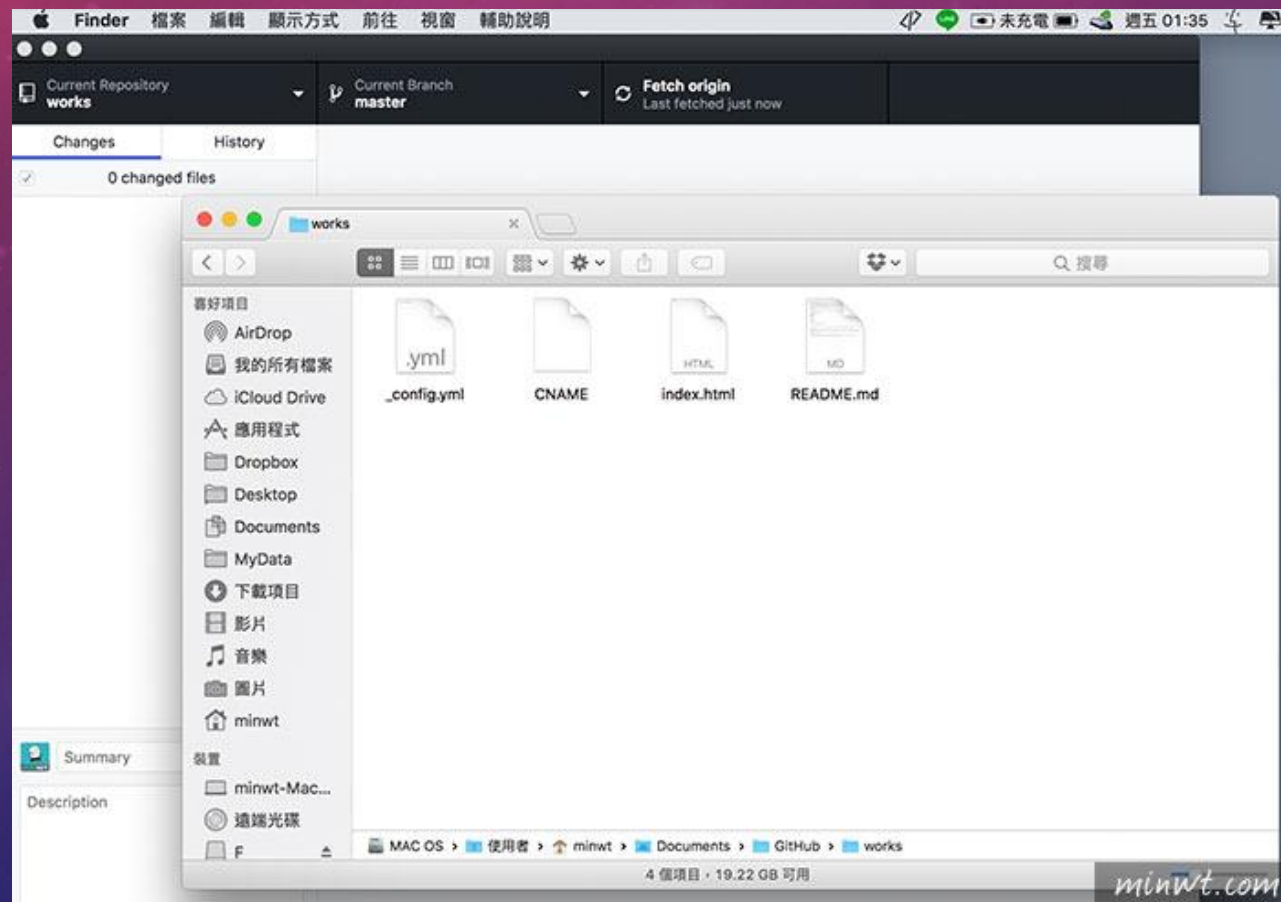 Finder 檔案 編輯 顯示方式 前往 視窗 輔助說明 未充電 週五 01:35
Current Repository
works
Current Branch
master
Fetch origin
Last fetched just now
Changes History
0 changed files
works
搜尋
喜好項目
AirDrop
我的所有檔案
iCloud Drive
應用程式
Dropbox
Desktop
Documents
MyData
下載項目
影片
音樂
圖片
minwt
裝置
minwt-Mac...
遠端光碟
F
.yml
HTML
MD
_config.yml CNAME index.html README.md
Summary
Description
MAC OS › 使用者 › minwt › Documents › GitHub › works
4 個項目，19.22 GB 可用
minwt.com